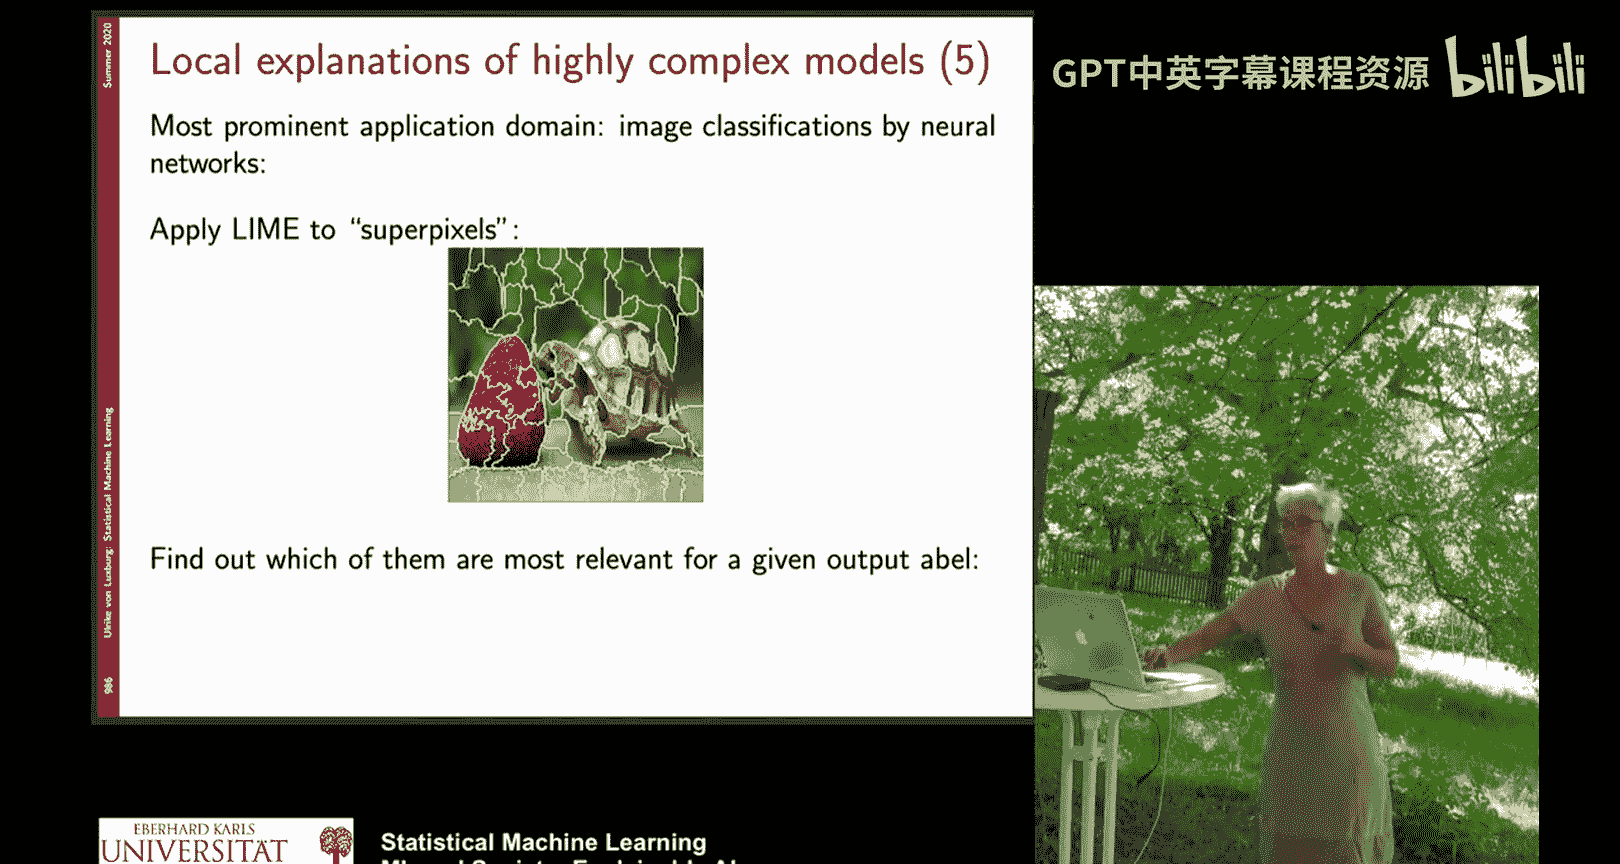 Local explanations of highly complex models (5)
Most prominent application domain: image classifications by neural
networks:
Apply LIME to “superpixels”:
Find out which of them are most relevant for a given output abel:
Summer 2020
Ulrike von Luxburg: Statistical Machine Learning
986
GPT中英字幕课程资源
bilibili
EBERHARD KARLS
UNIVERSITÄT
Statistical Machine Learning